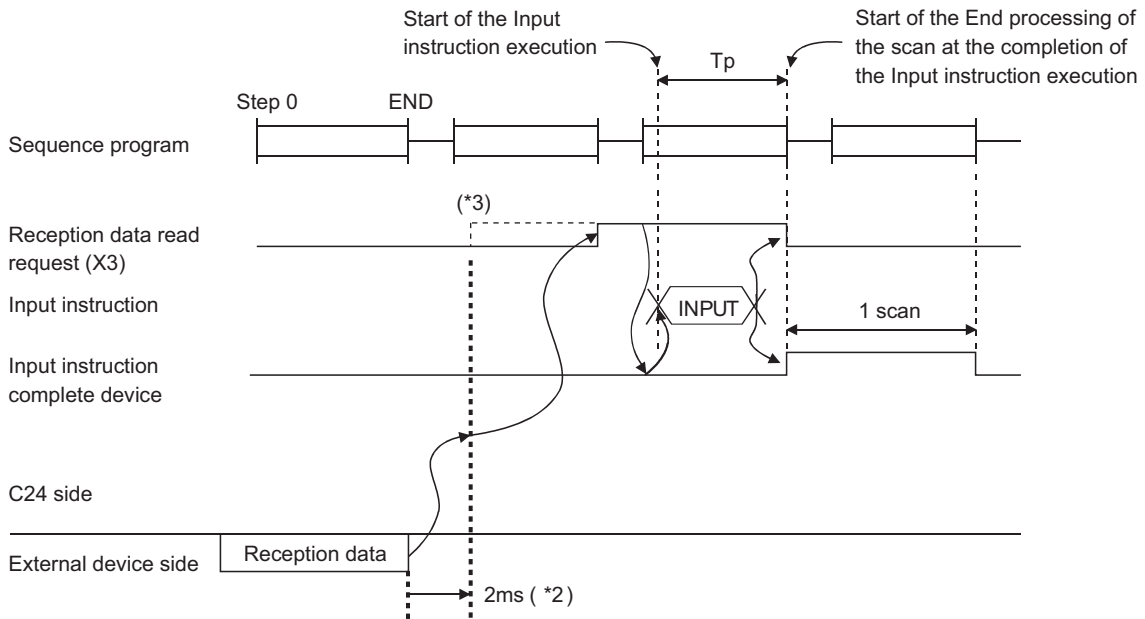 Start of the Input
instruction execution
Start of the End processing of
the scan at the completion of
the Input instruction execution
Tp
Step 0
END
Sequence program
(*3)
Reception data read
request (X3)
Input instruction
INPUT
1 scan
Input instruction
complete device
C24 side
Reception data
External device side
2ms ( *2)